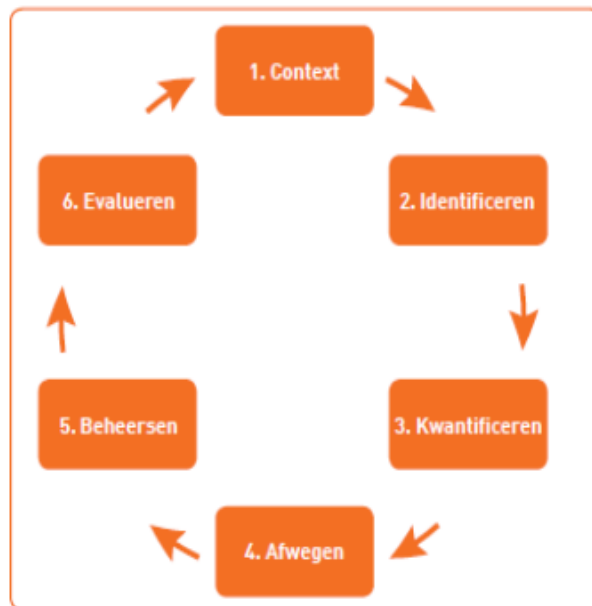 1. Context
2. Identificeren
3. Kwantificeren
4. Afwegen
5. Beheersen
6. Evalueren